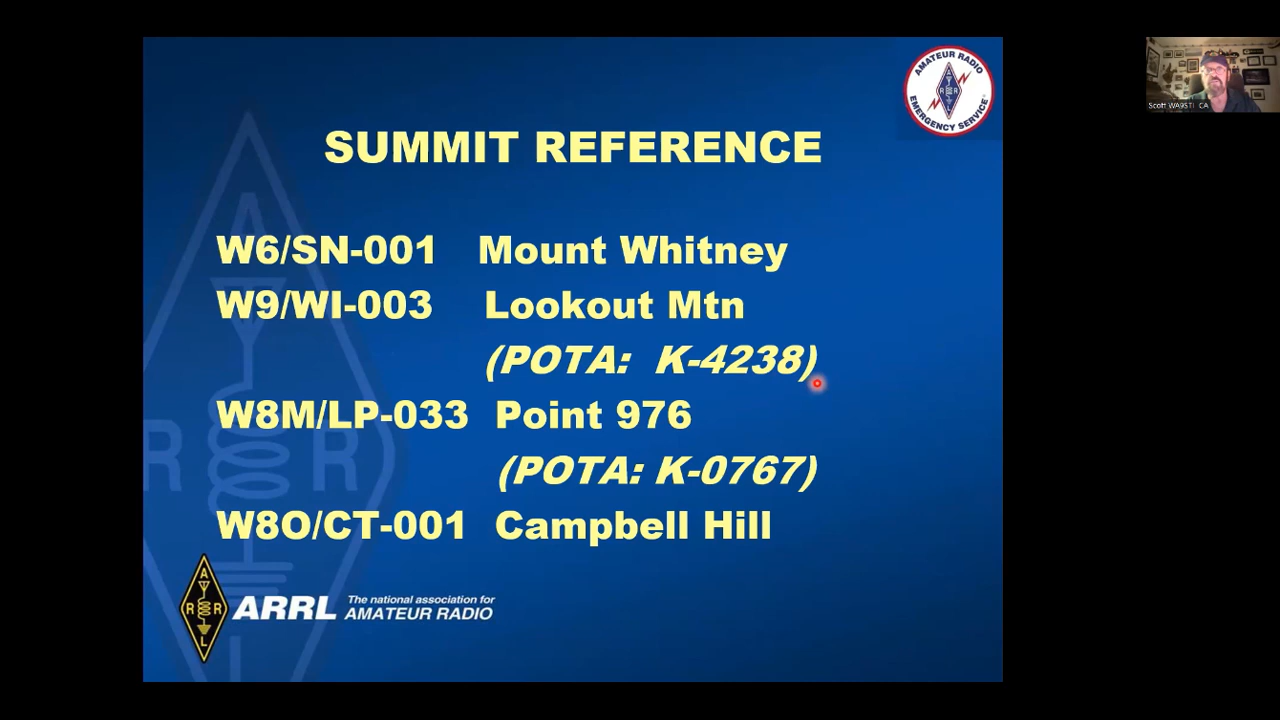 AMATEUR RADIO
EMERGENCY SERVICE
SUMMIT REFERENCE
W6/SN-001 Mount Whitney
W9/WI-003 Lookout Mtn
(POTA: K-4238)
W8M/LP-033 Point 976
(POTA: K-0767)
W8O/CT-001 Campbell Hill
A
R R
L
ARRL The national association for
AMATEUR RADIO